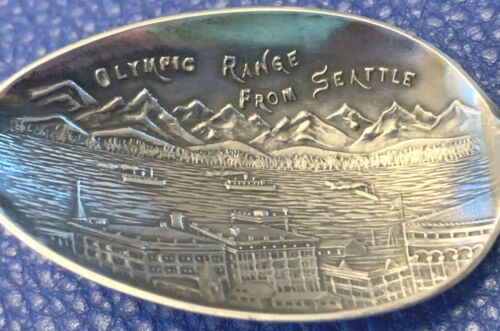 OLYMPIC RANGE
FROM SEATTLE